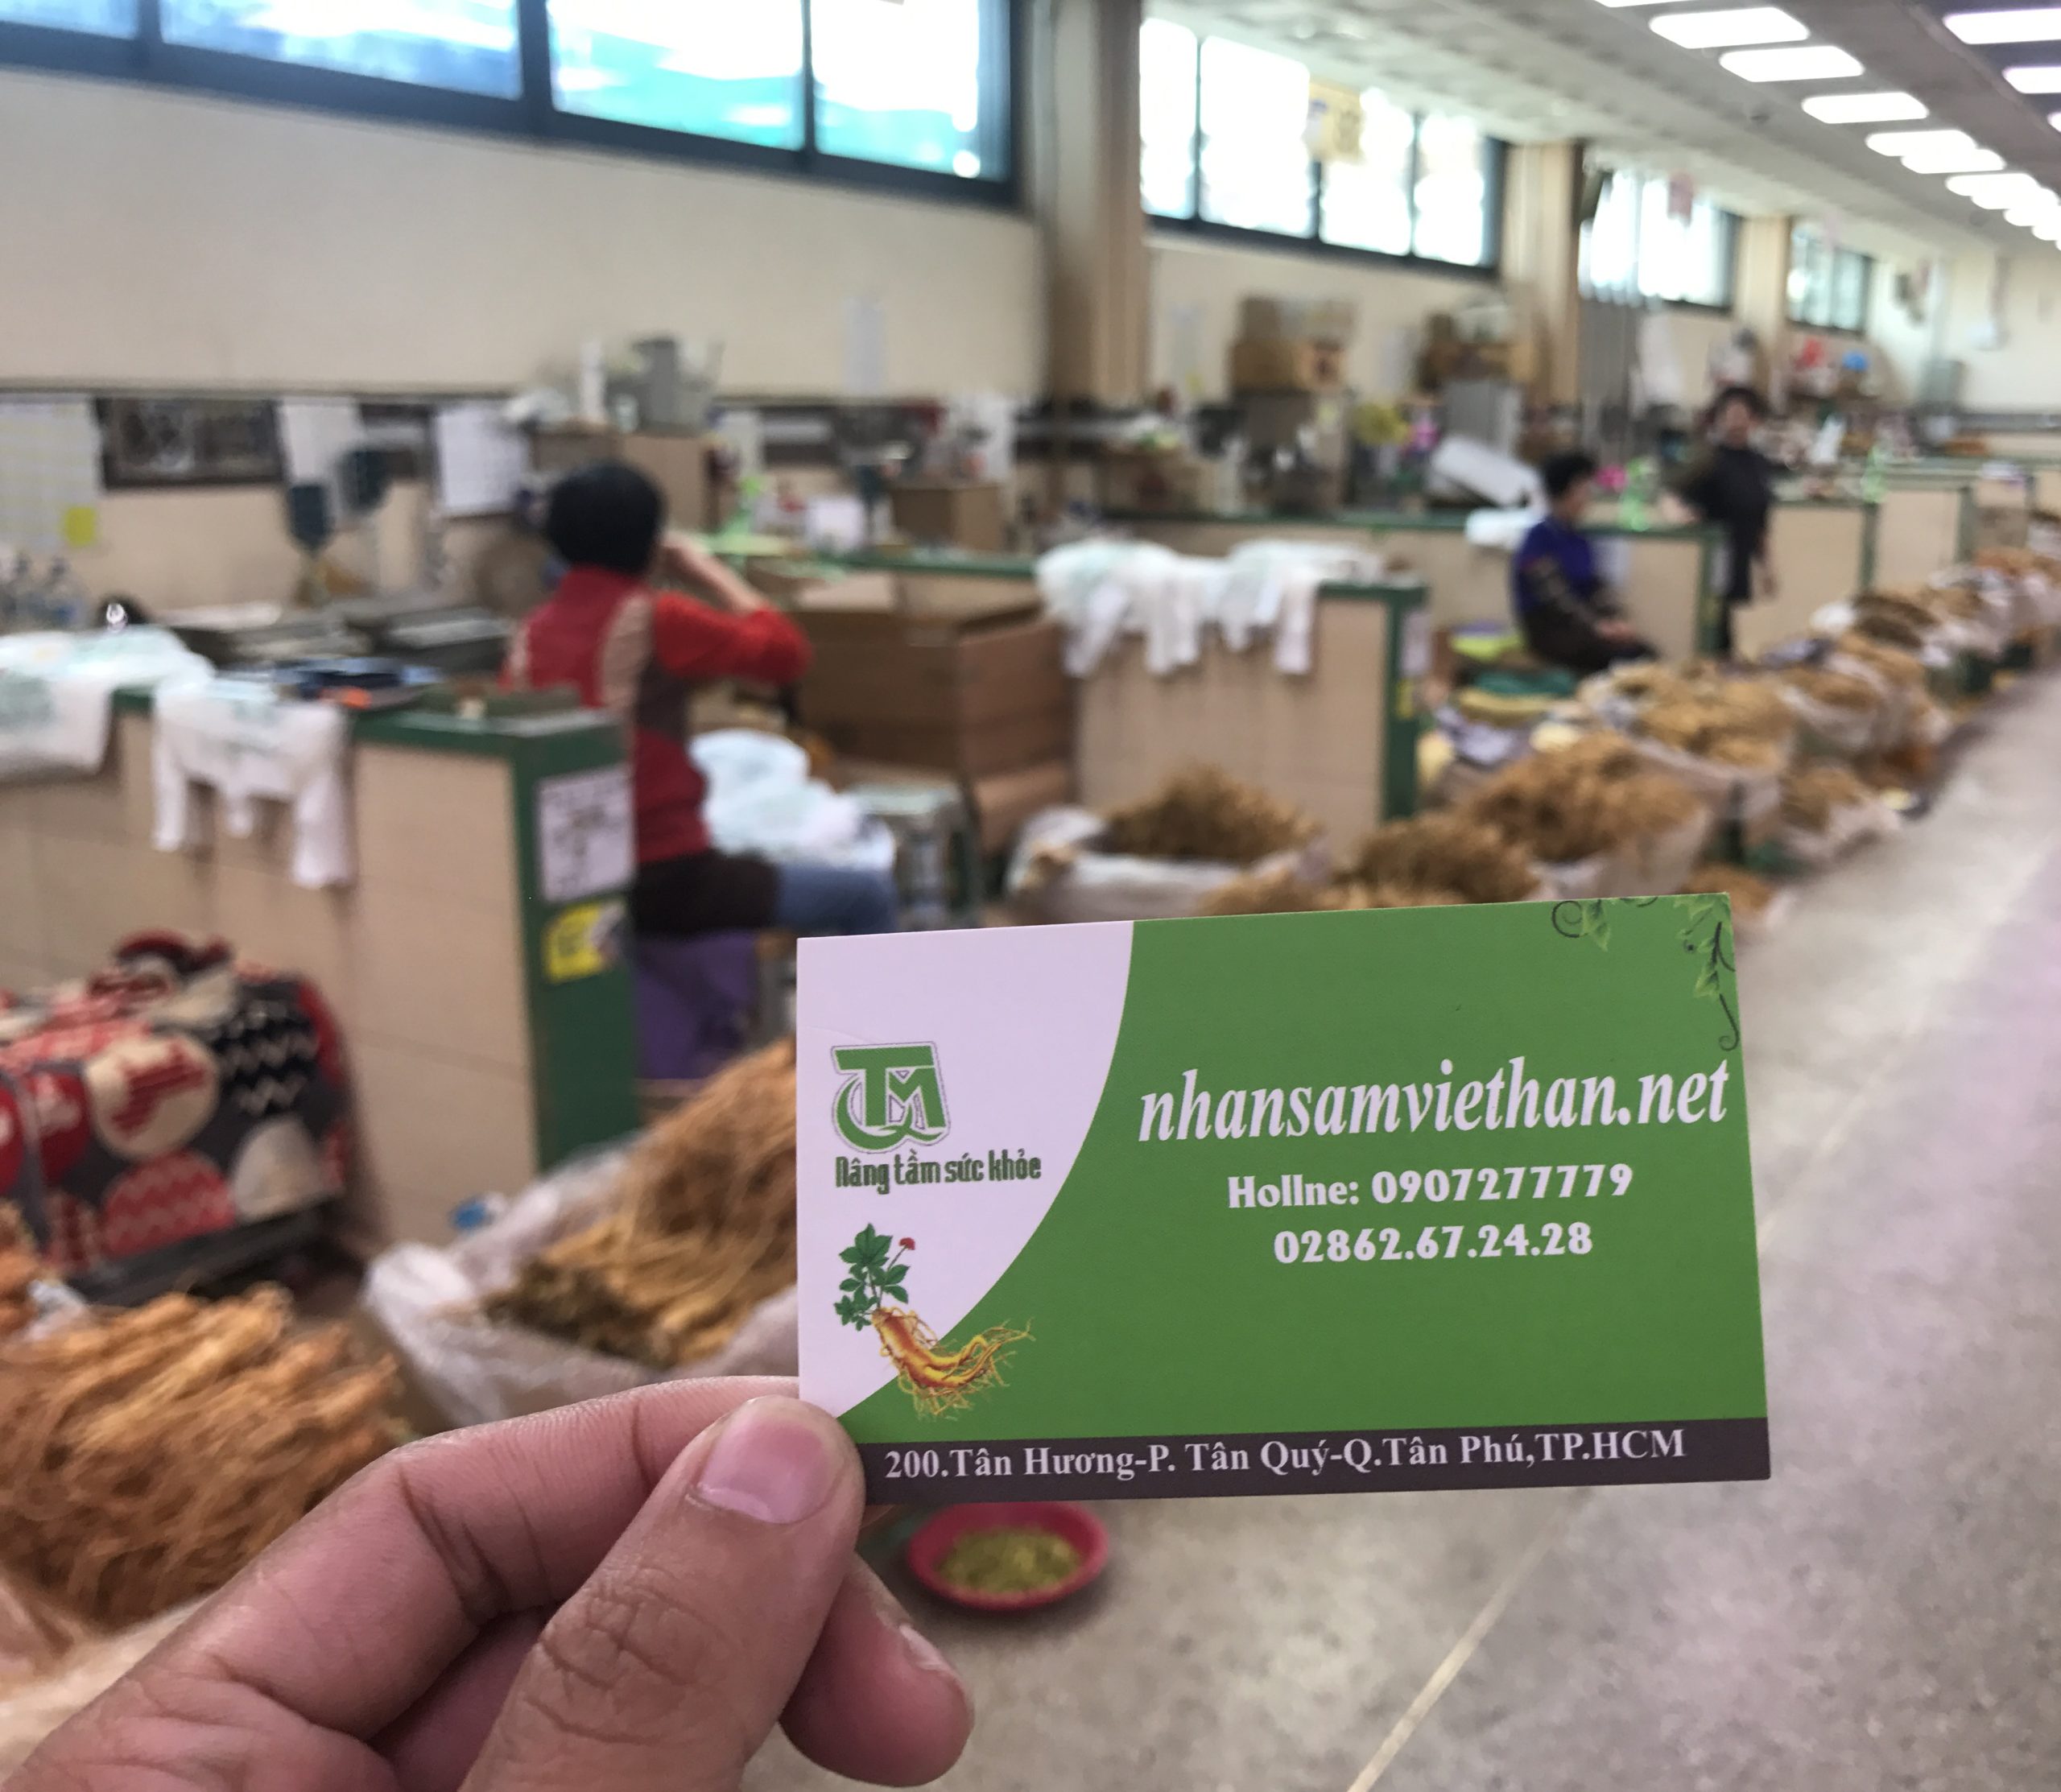 TM
Nâng tầm sức khỏe
nhansamviethan.net
Hollne: 0907277779
02862.67.24.28
200.Tân Hương-P. Tân Quý-Q.Tân Phú,TP.HCM